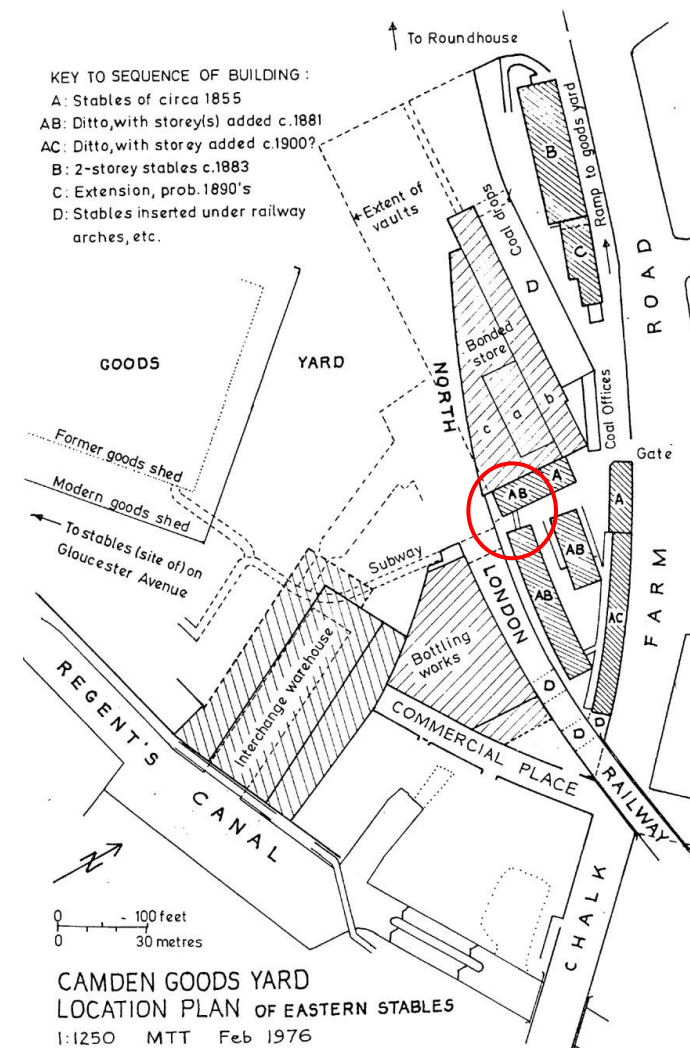 To Roundhouse
KEY TO SEQUENCE OF BUILDING :
A: Stables of circa 1855
AB: Ditto, with storey(s) added c.1881
AC: Ditto, with storey added c.1900?
B: 2-storey stables c.1883
C: Extension, prob. 1890's
D: Stables inserted under railway
arches, etc.
Extent of
vaults
Coal drops
B
Ramp to goods yard
C
D
ROAD
GOODS YARD
NORTH
Bonded
store
c
a
b
Coal Offices
Gate
Former goods shed
Modern goods shed
To stables (site of) on
Gloucester Avenue
Subway
AB
A
A
AB
AB
AC
LONDON
FARM
Bottling
works
Interchange warehouse
D
D
D
RAILWAY
COMMERCIAL PLACE
REGENT'S
CANAL
CHALK
N
0 - 100 feet
0 30 metres
CAMDEN GOODS YARD
LOCATION PLAN OF EASTERN STABLES
1:1250 MTT Feb 1976